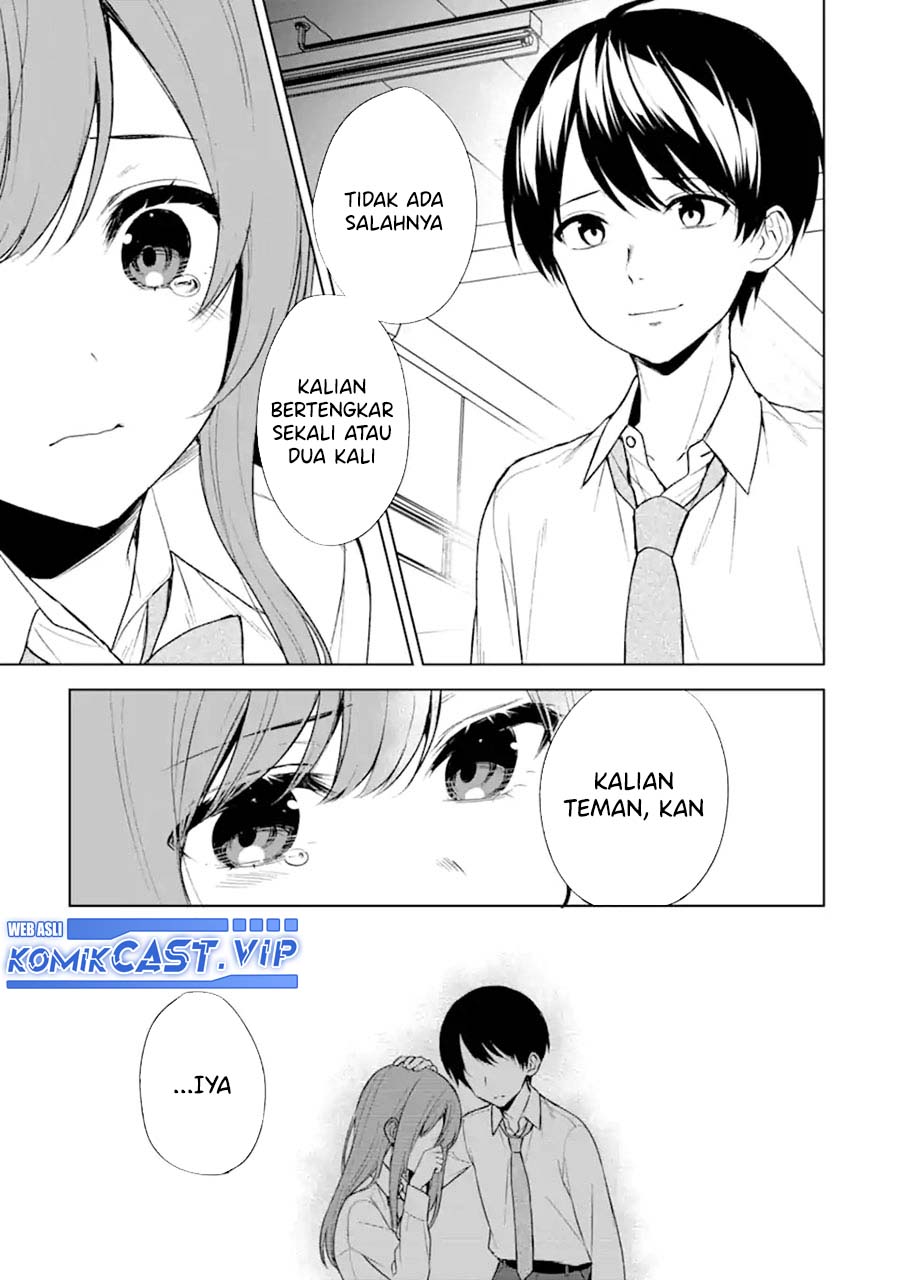 TIDAK ADA
SALAHNYA
KALIAN
BERTENGKAR
SEKALI ATAU
DUA KALI
KALIAN
TEMAN, KAN
WEB ASLI
KOMIKCAST.VIP
...IYA